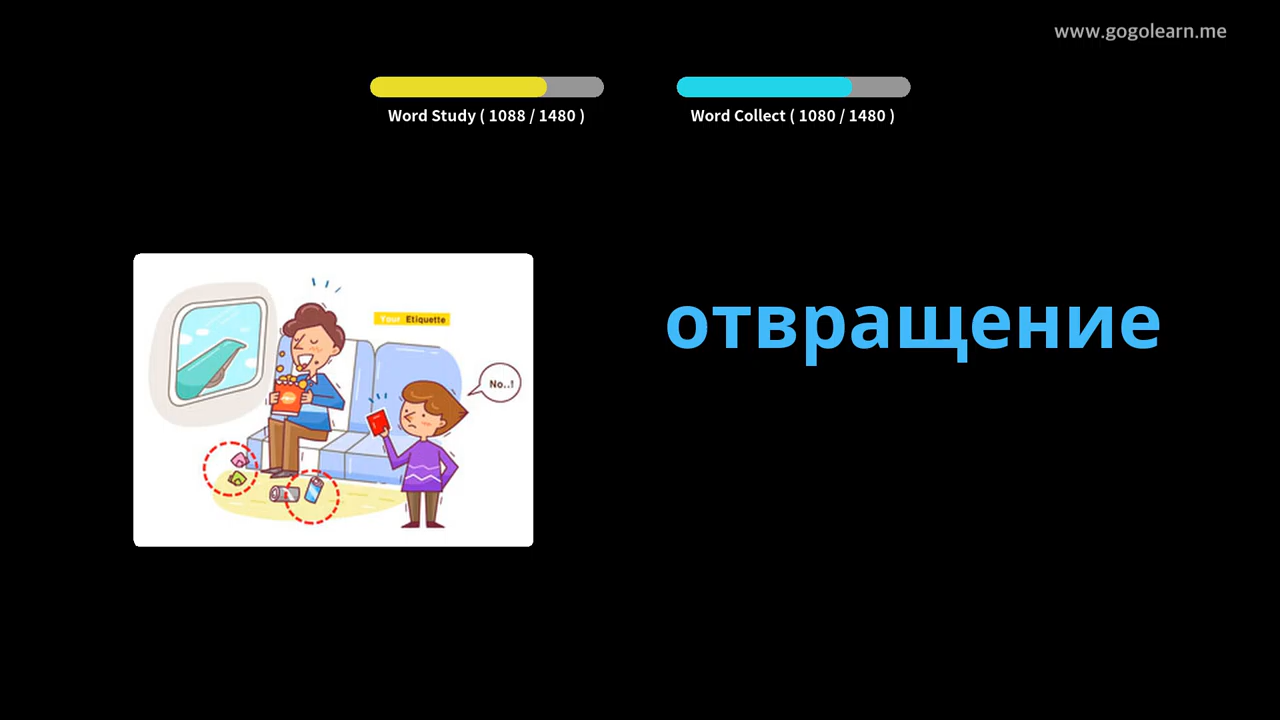 www.gogolearn.me
Word Study ( 1088 / 1480 )
Word Collect ( 1080 / 1480 )
Your Etiquette
No..!
отвращение